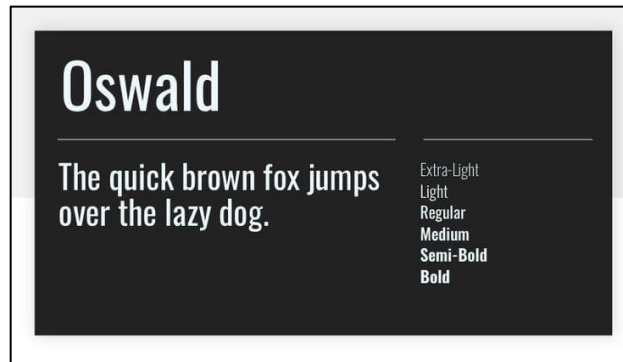 Oswald
The quick brown fox jumps
over the lazy dog.
Extra-Light
Light
Regular
Medium
Semi-Bold
Bold